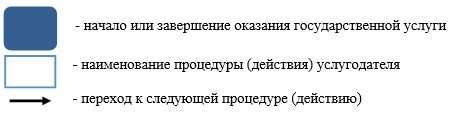 - начало или завершение оказания государственной услуги
- наименование процедуры (действия) услугодателя
- переход к следующей процедуре (действию)